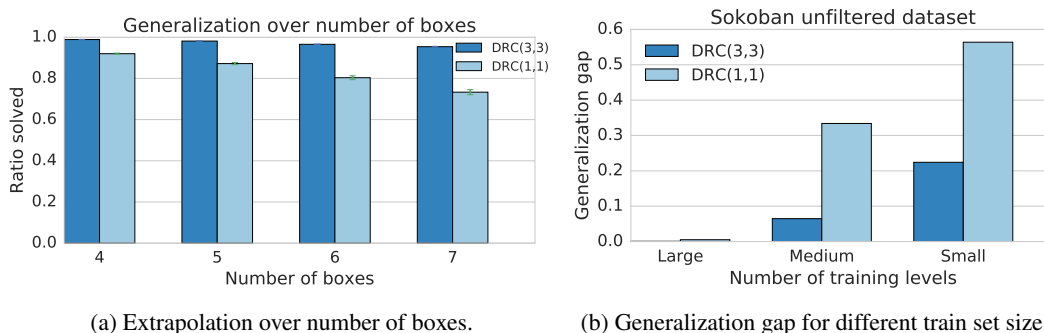 Generalization over number of boxes
1.0
0.8
0.6
0.4
0.2
0.0
Ratio solved
DRC(3,3)
DRC(1,1)
4 5 6 7
Number of boxes
(a) Extrapolation over number of boxes.
Sokoban unfiltered dataset
0.6
0.5
0.4
0.3
0.2
0.1
0.0
Generalization gap
DRC(3,3)
DRC(1,1)
Large Medium Small
Number of training levels
(b) Generalization gap for different train set size